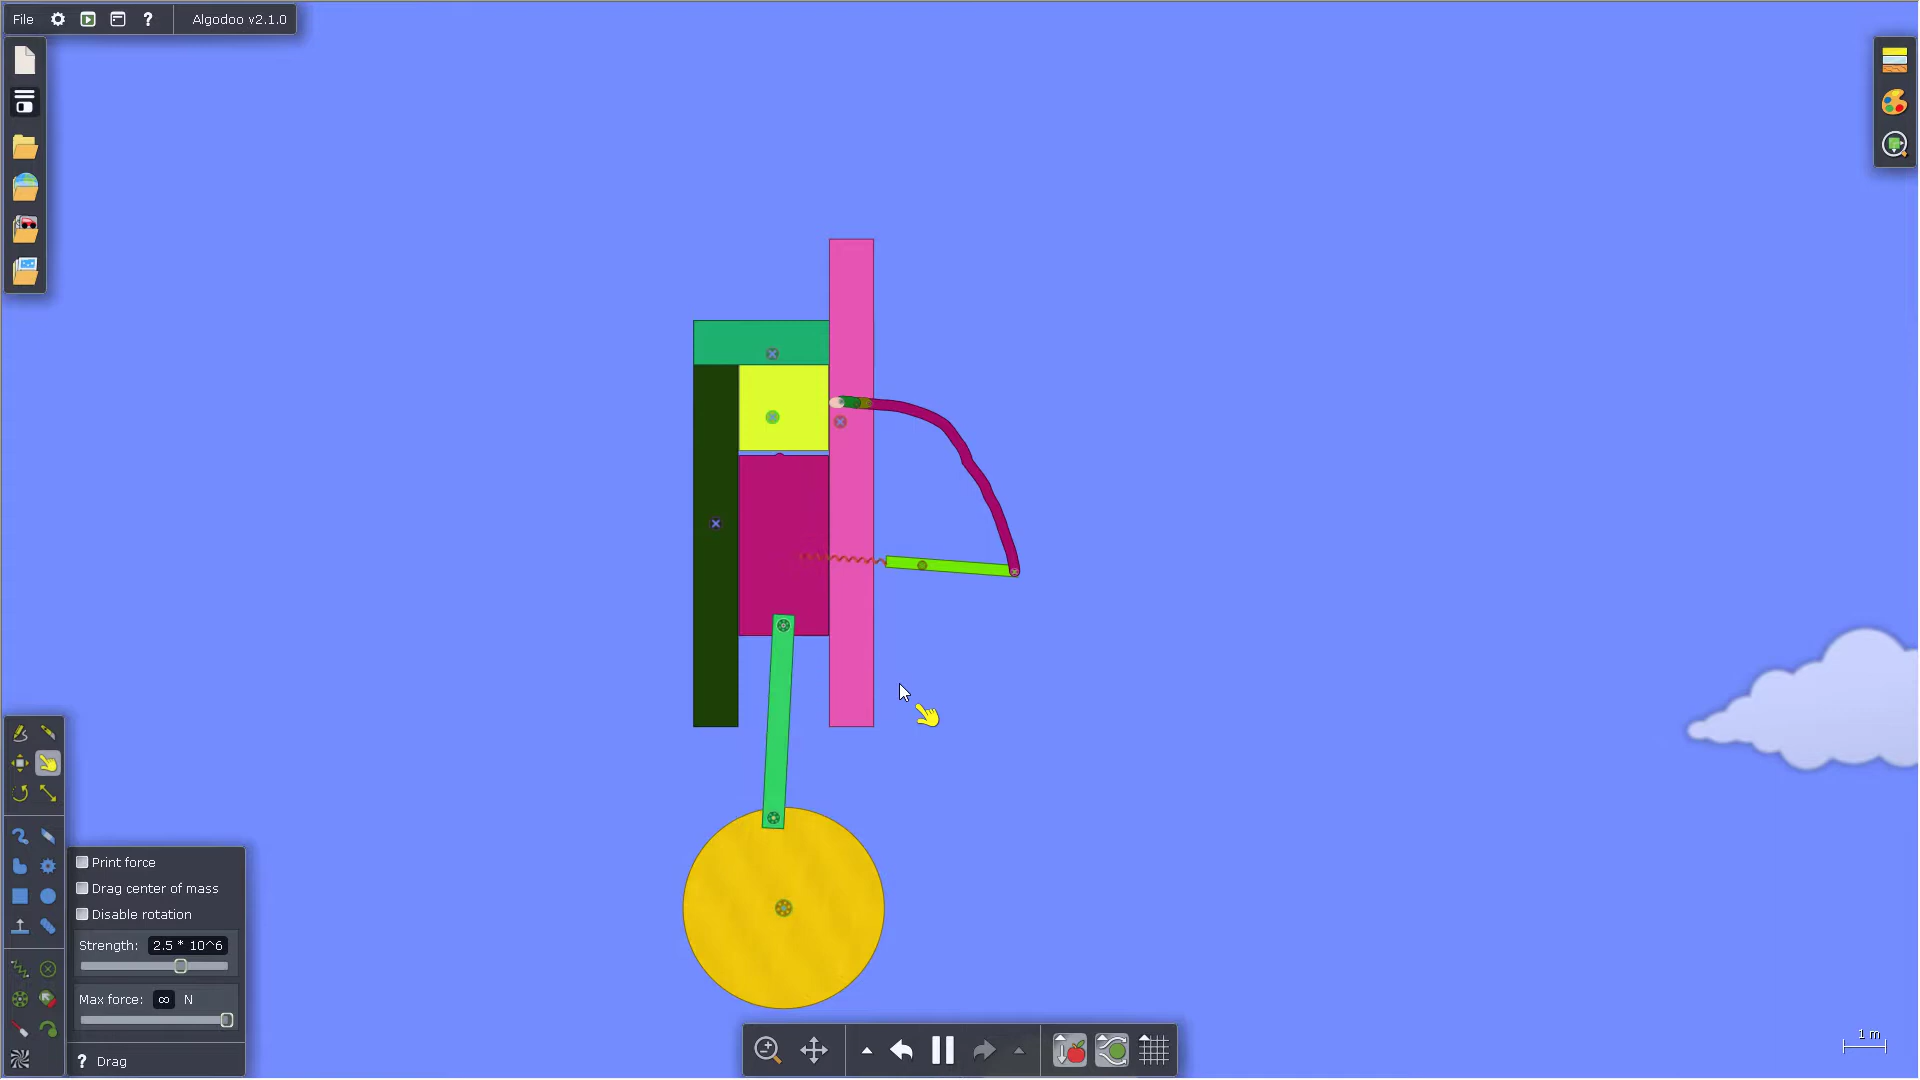 File ? Algodoo v2.1.0
Print force
Drag center of mass
Disable rotation
Strength: 2.5 * 10^6
Max force: ∞ N
? Drag
1 m